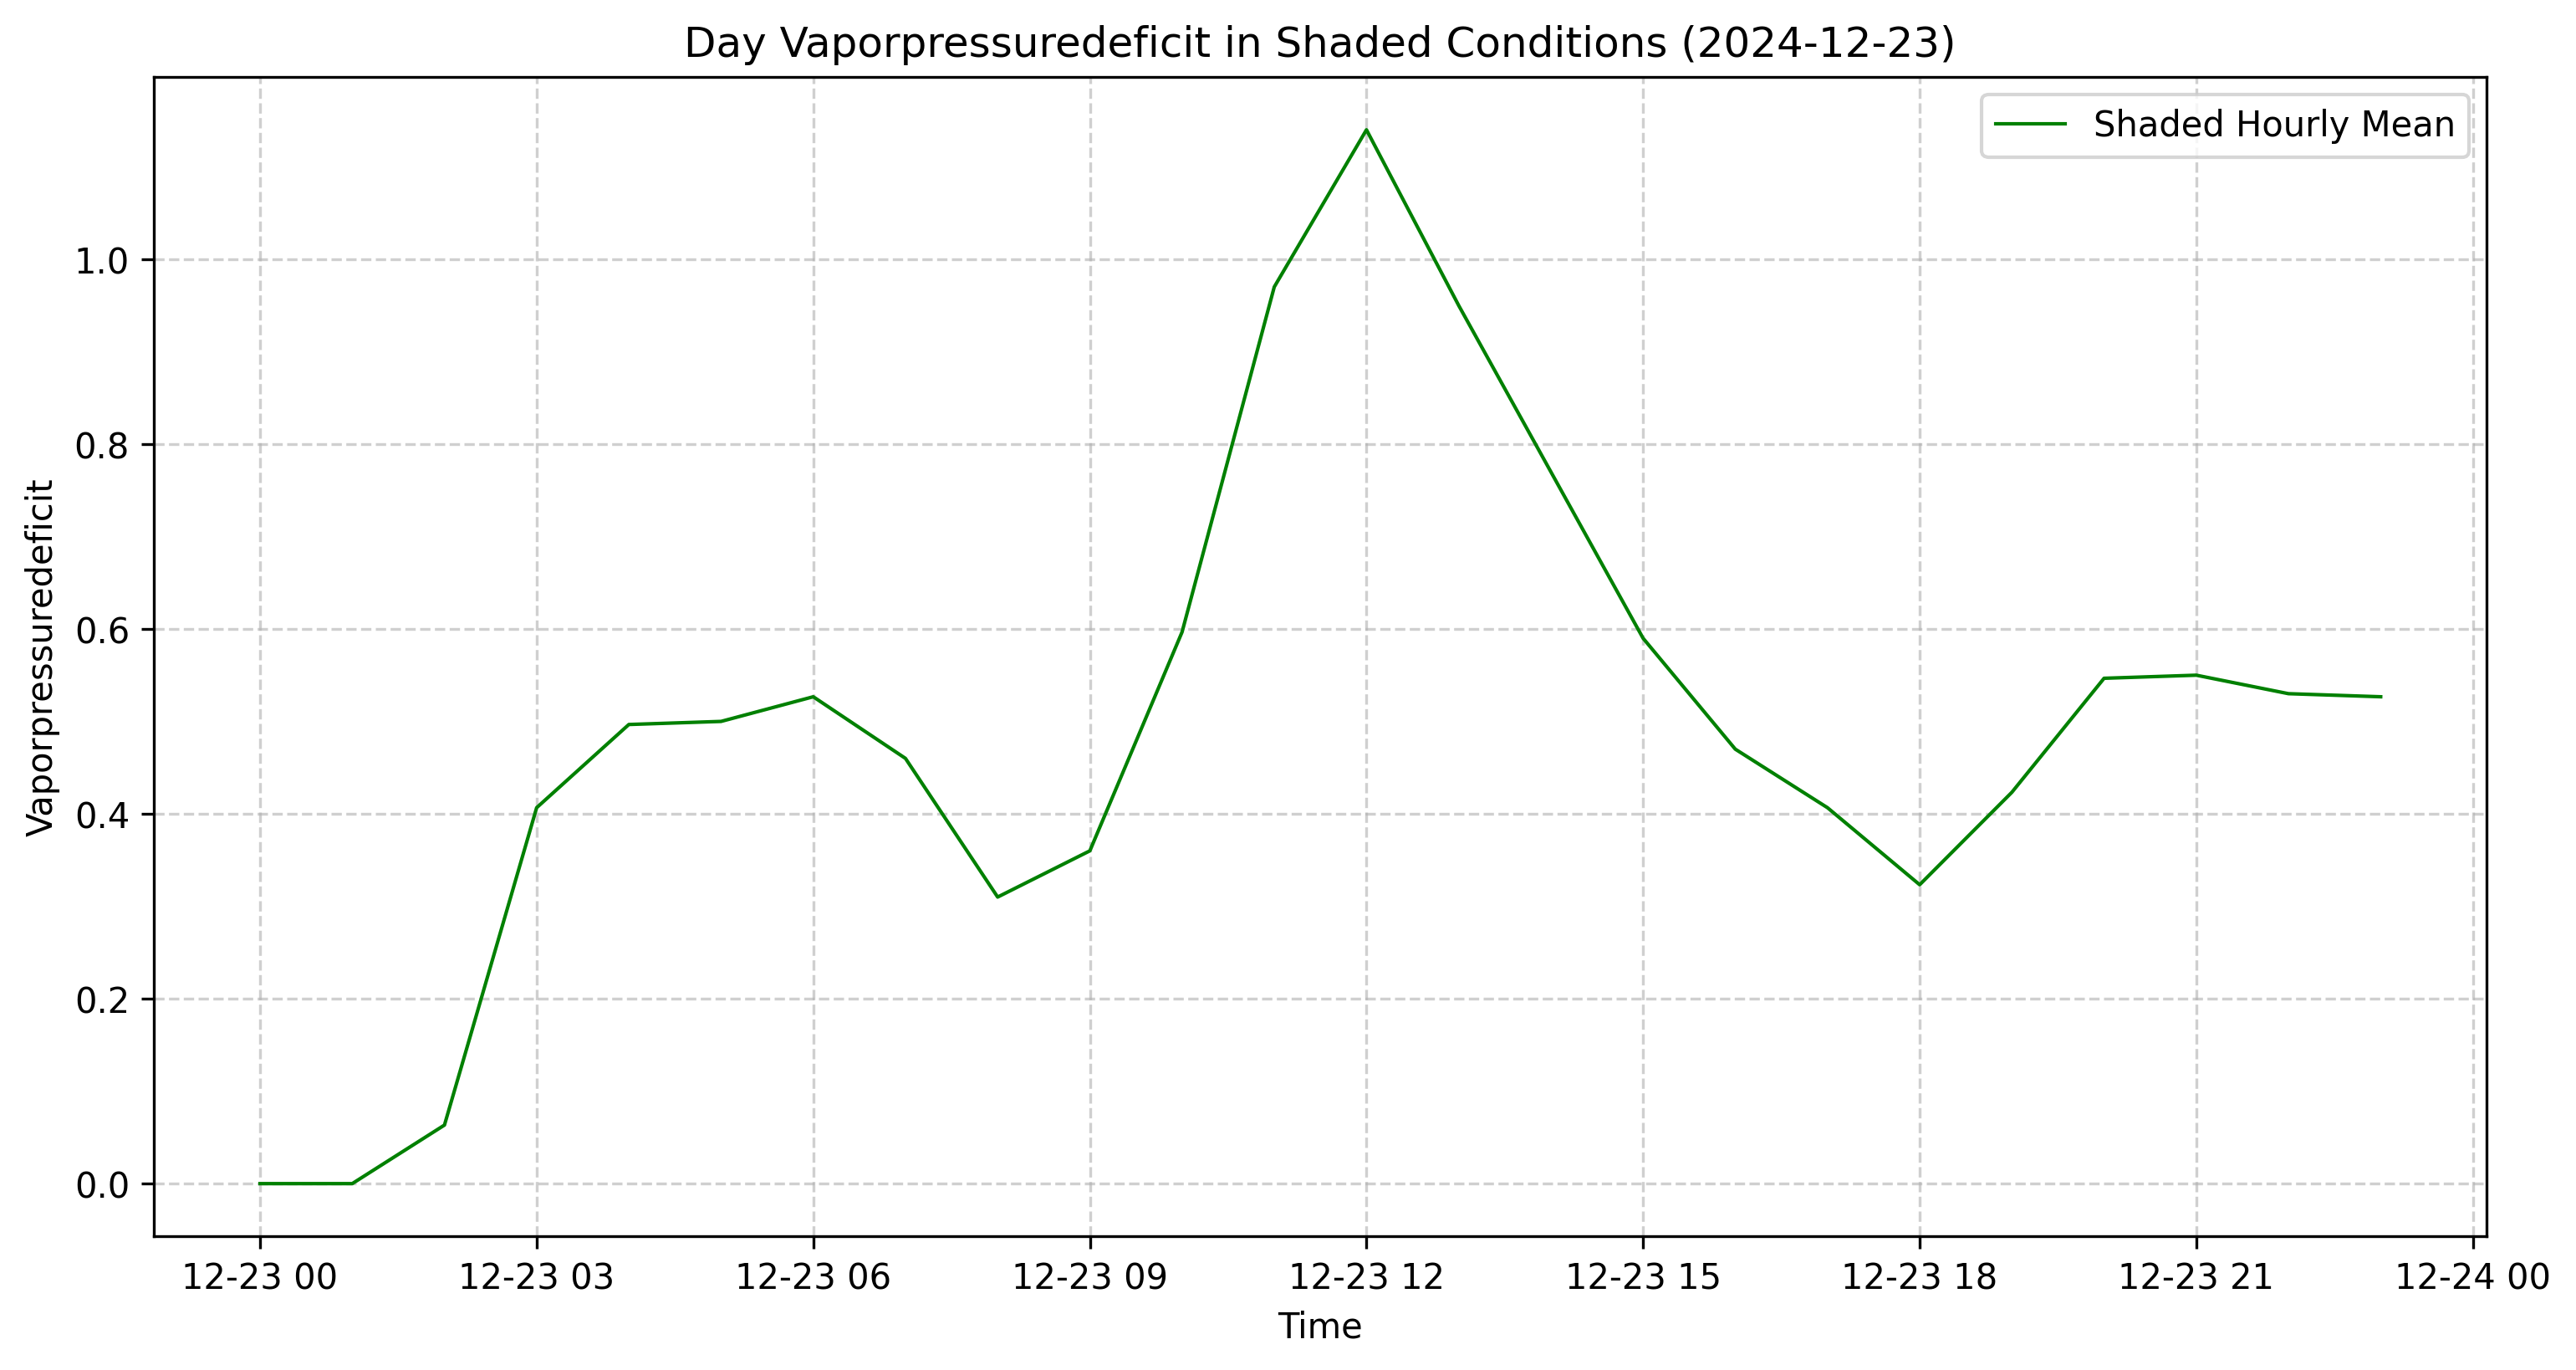 Day Vaporpressuredeficit in Shaded Conditions (2024-12-23)
Shaded Hourly Mean
Vaporpressuredeficit
1.0
0.8
0.6
0.4
0.2
0.0
12-23 00 12-23 03 12-23 06 12-23 09 12-23 12 12-23 15 12-23 18 12-23 21 12-24 00
Time